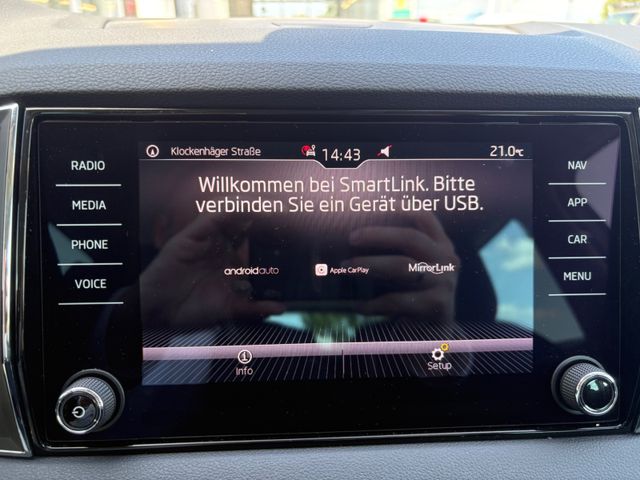 Klockenhäger Straße 14:43 21.0°C
Willkommen bei SmartLink. Bitte
verbinden Sie ein Gerät über USB.
androidauto Apple CarPlay MirrorLink
Info Setup
RADIO
MEDIA
PHONE
VOICE
NAV
APP
CAR
MENU